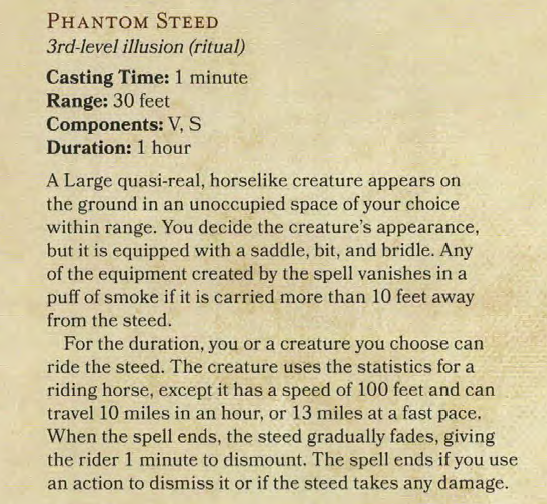 PHANTOM STEED
3rd-level illusion (ritual)
Casting Time: 1 minute
Range: 30 feet
Components: V, S
Duration: 1 hour
A Large quasi-real, horselike creature appears on
the ground in an unoccupied space of your choice
within range. You decide the creature's appearance,
but it is equipped with a saddle, bit, and bridle. Any
of the equipment created by the spell vanishes in a
puff of smoke if it is carried more than 10 feet away
from the steed.
For the duration, you or a creature you choose can
ride the steed. The creature uses the statistics for a
riding horse, except it has a speed of 100 feet and can
travel 10 miles in an hour, or 13 miles at a fast pace.
When the spell ends, the steed gradually fades, giving
the rider 1 minute to dismount. The spell ends if you use
an action to dismiss it or if the steed takes any damage.